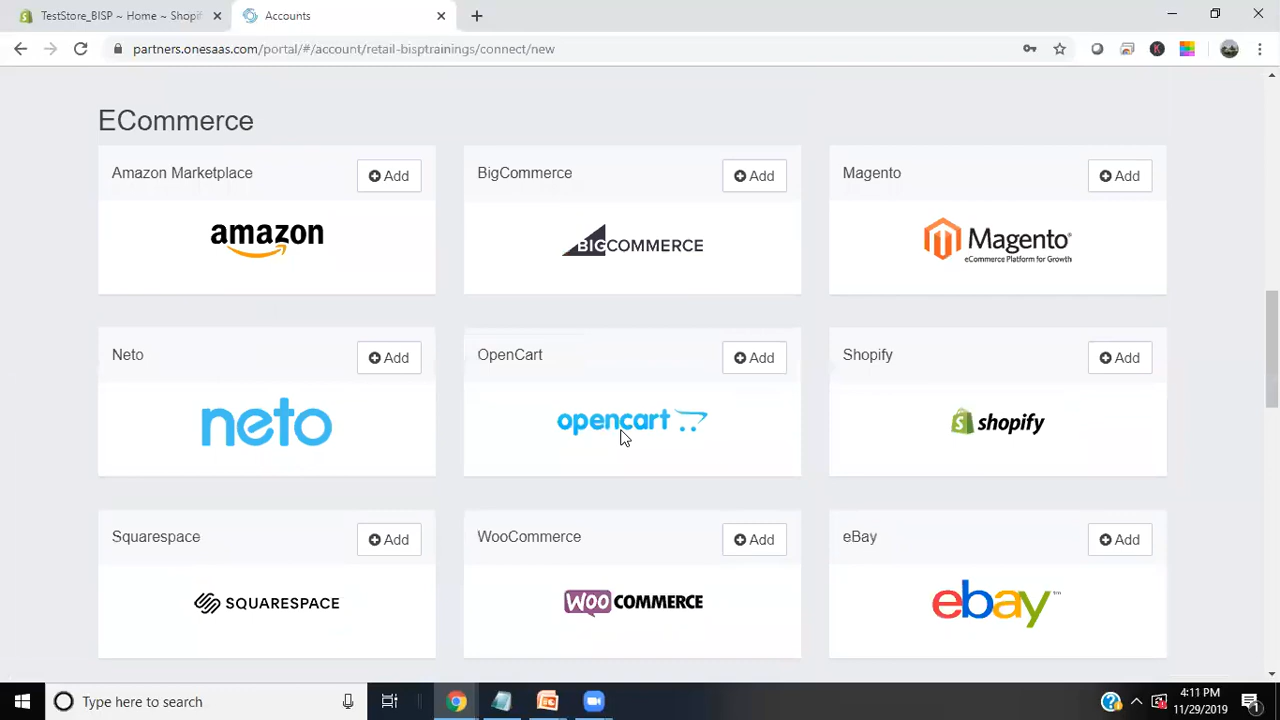 TestStore_BISP ~ Home ~ Shopif
Accounts
partners.onesaas.com/portal/#/account/retail-bisptrainings/connect/new
ECommerce
Amazon Marketplace
Add
BigCommerce
Add
Magento
Add
amazon
BIGCOMMERCE
Magento®
eCommerce Platform for Growth
Neto
Add
OpenCart
Add
Shopify
Add
neto
opencart
shopify
Squarespace
Add
WooCommerce
Add
eBay
Add
SQUARESPACE
WOO COMMERCE
ebay™
Type here to search
4:11 PM
11/29/2019